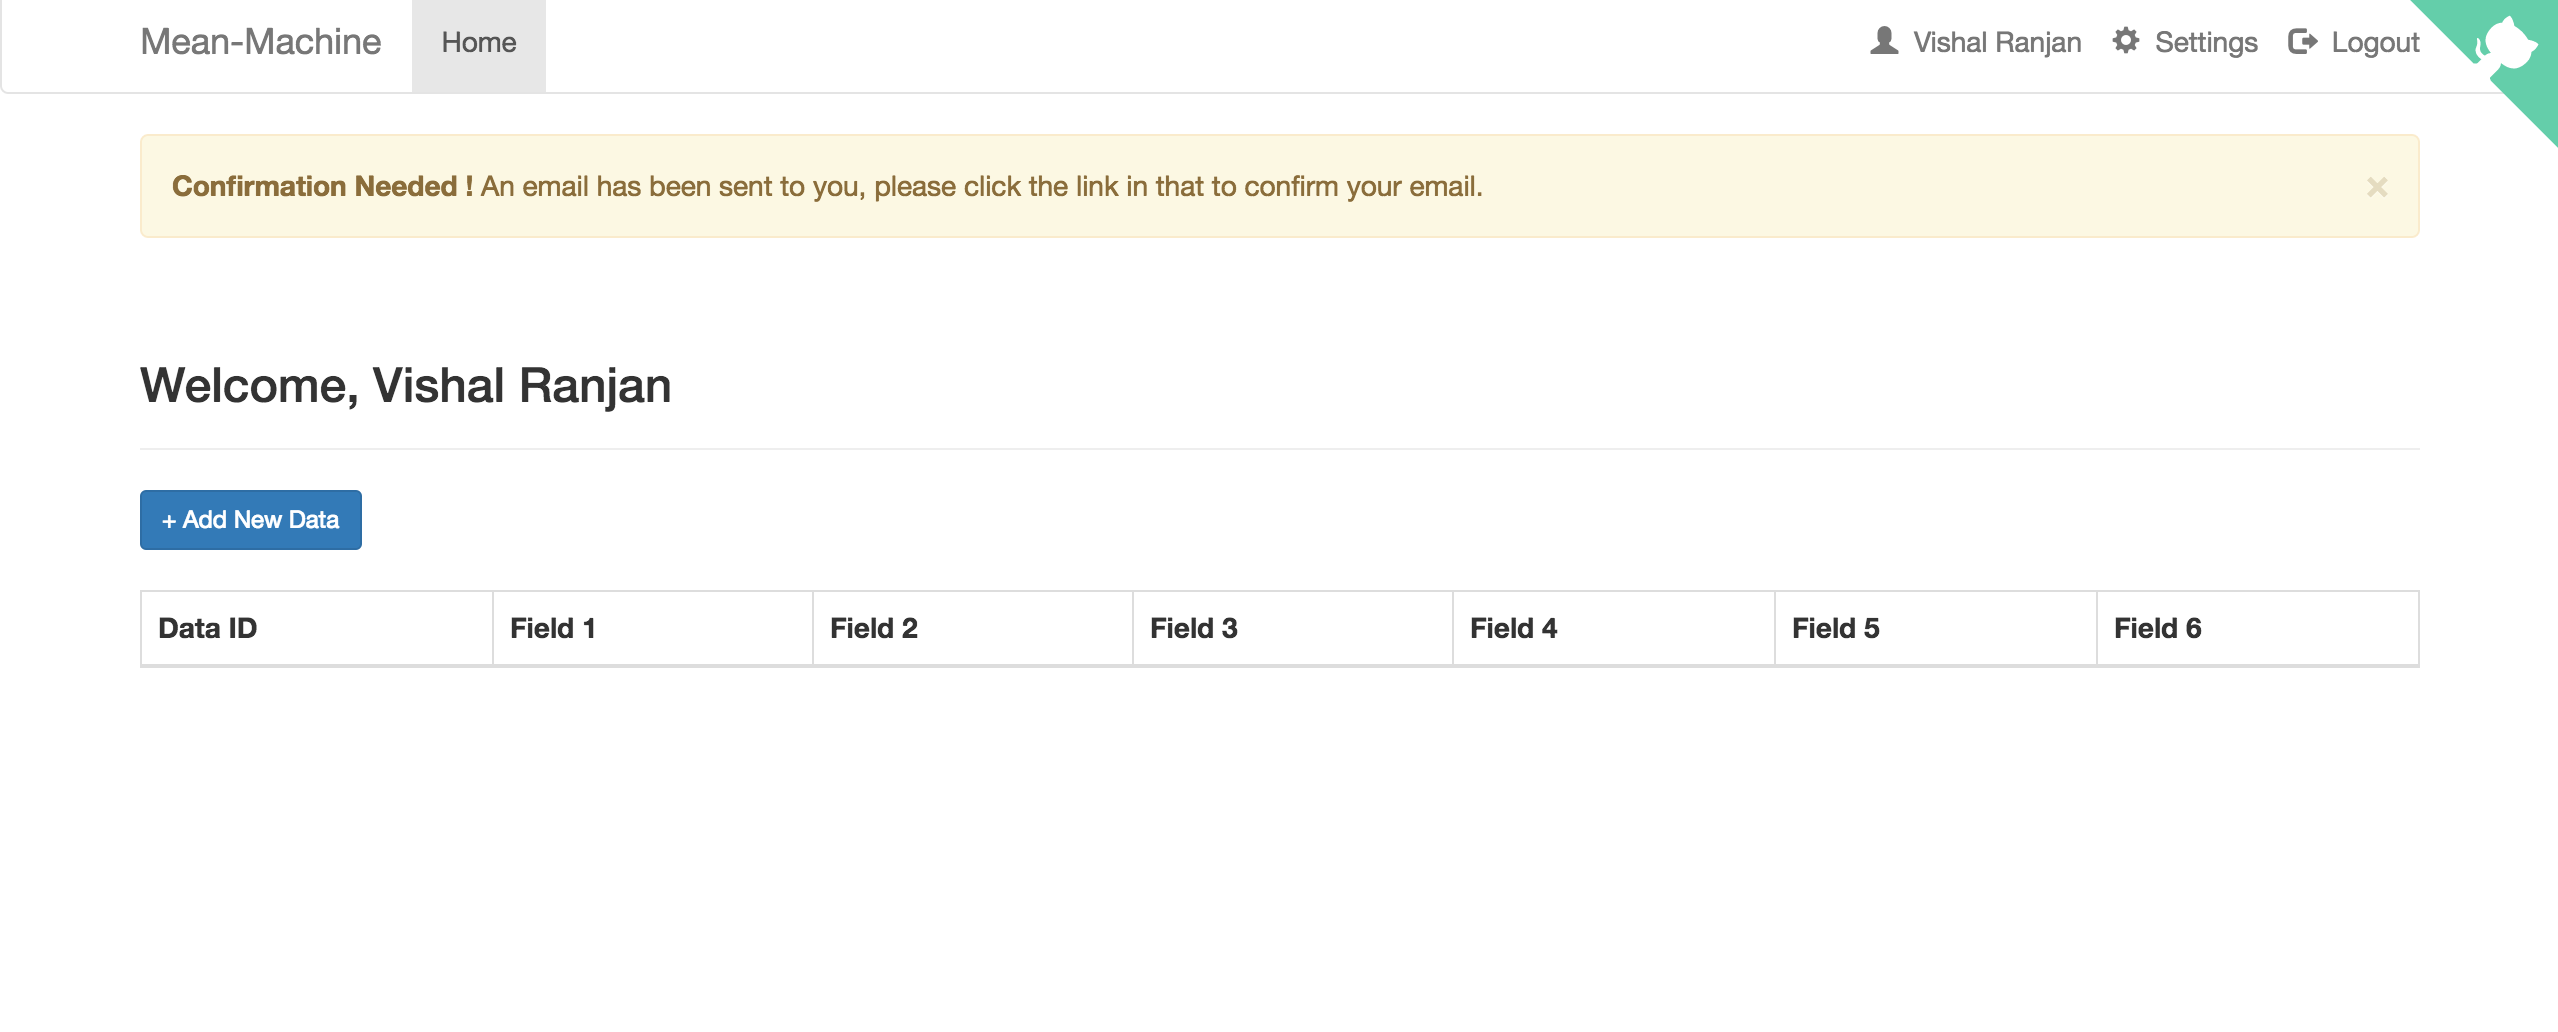 Mean-Machine Home Vishal Ranjan Settings Logout
Confirmation Needed ! An email has been sent to you, please click the link in that to confirm your email. ×
Welcome, Vishal Ranjan
+ Add New Data
Data ID Field 1 Field 2 Field 3 Field 4 Field 5 Field 6